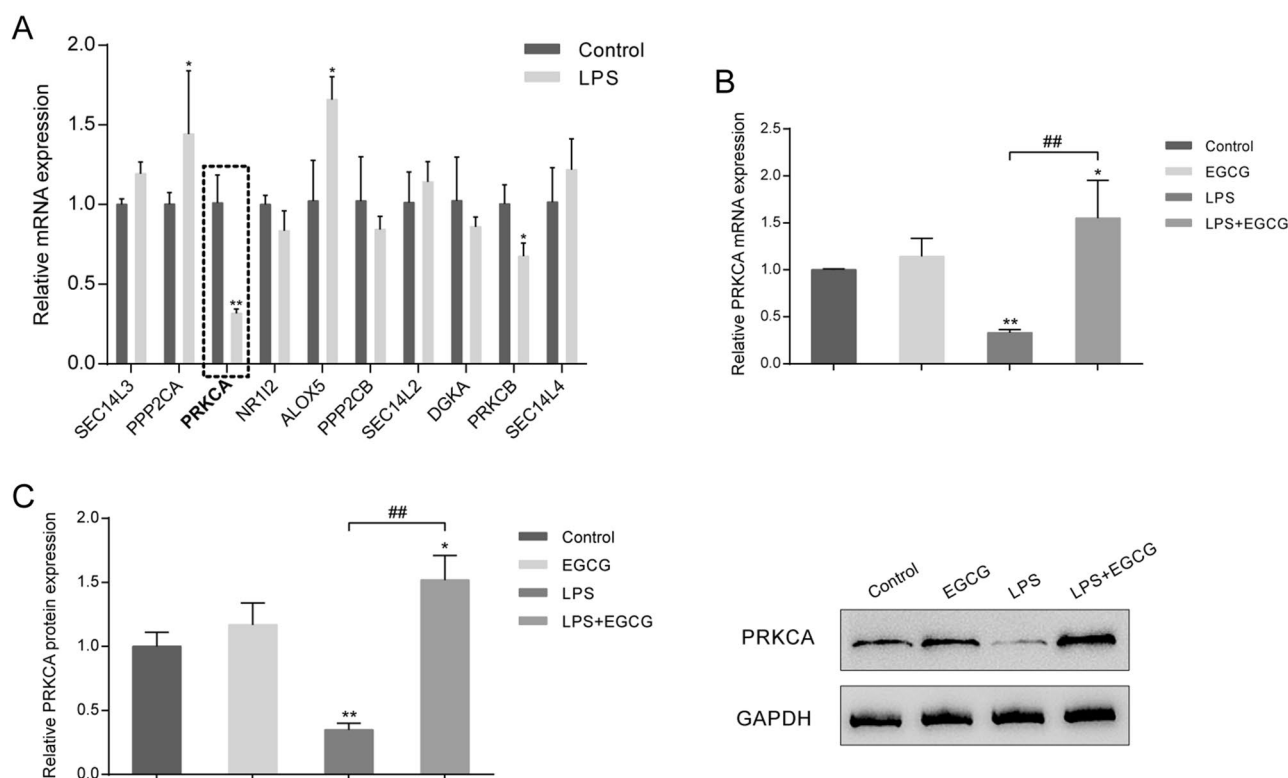 A
2.0
1.5
1.0
0.5
0.0
Relative mRNA expression
Control
LPS
*
**
*
*
SEC14L3
PPP2CA
PRKCA
NR1I2
ALOX5
PPP2CB
SEC14L2
DGKA
PRKCB
SEC14L4
B
2.5
2.0
1.5
1.0
0.5
0.0
Relative PRKCA mRNA expression
##
**
*
Control
EGCG
LPS
LPS+EGCG
C
2.0
1.5
1.0
0.5
0.0
Relative PRKCA protein expression
##
**
*
Control
EGCG
LPS
LPS+EGCG
Control
EGCG
LPS
LPS+EGCG
PRKCA
GAPDH